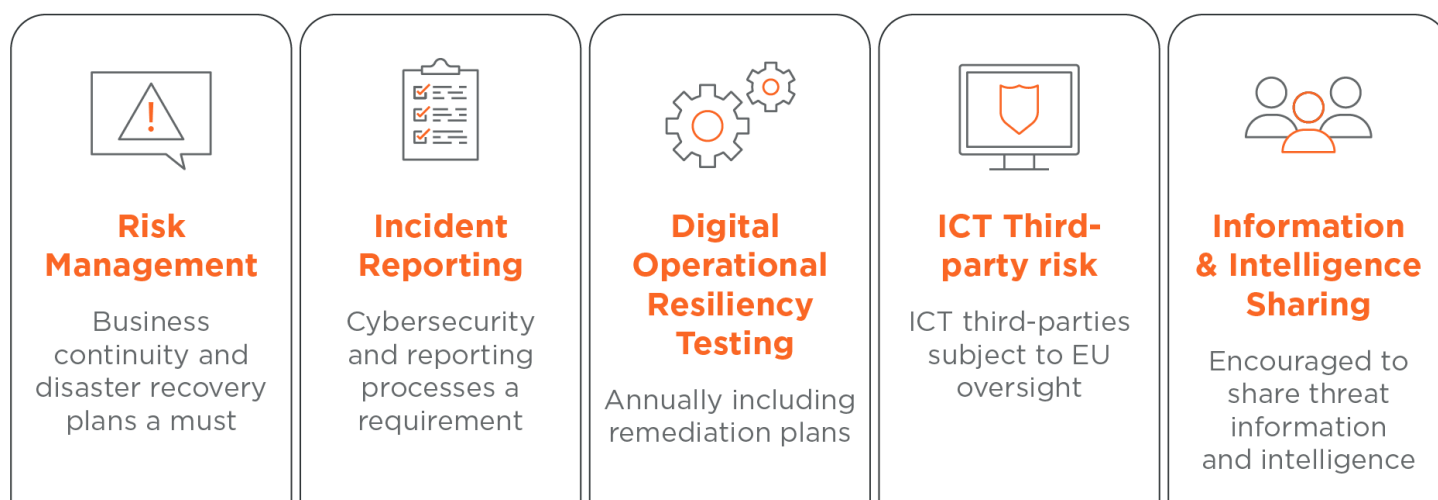 Risk
Management
Business
continuity and
disaster recovery
plans a must
Incident
Reporting
Cybersecurity
and reporting
processes a
requirement
Digital
Operational
Resiliency
Testing
Annually including
remediation plans
ICT Third-
party risk
ICT third-parties
subject to EU
oversight
Information
& Intelligence
Sharing
Encouraged to
share threat
information
and intelligence